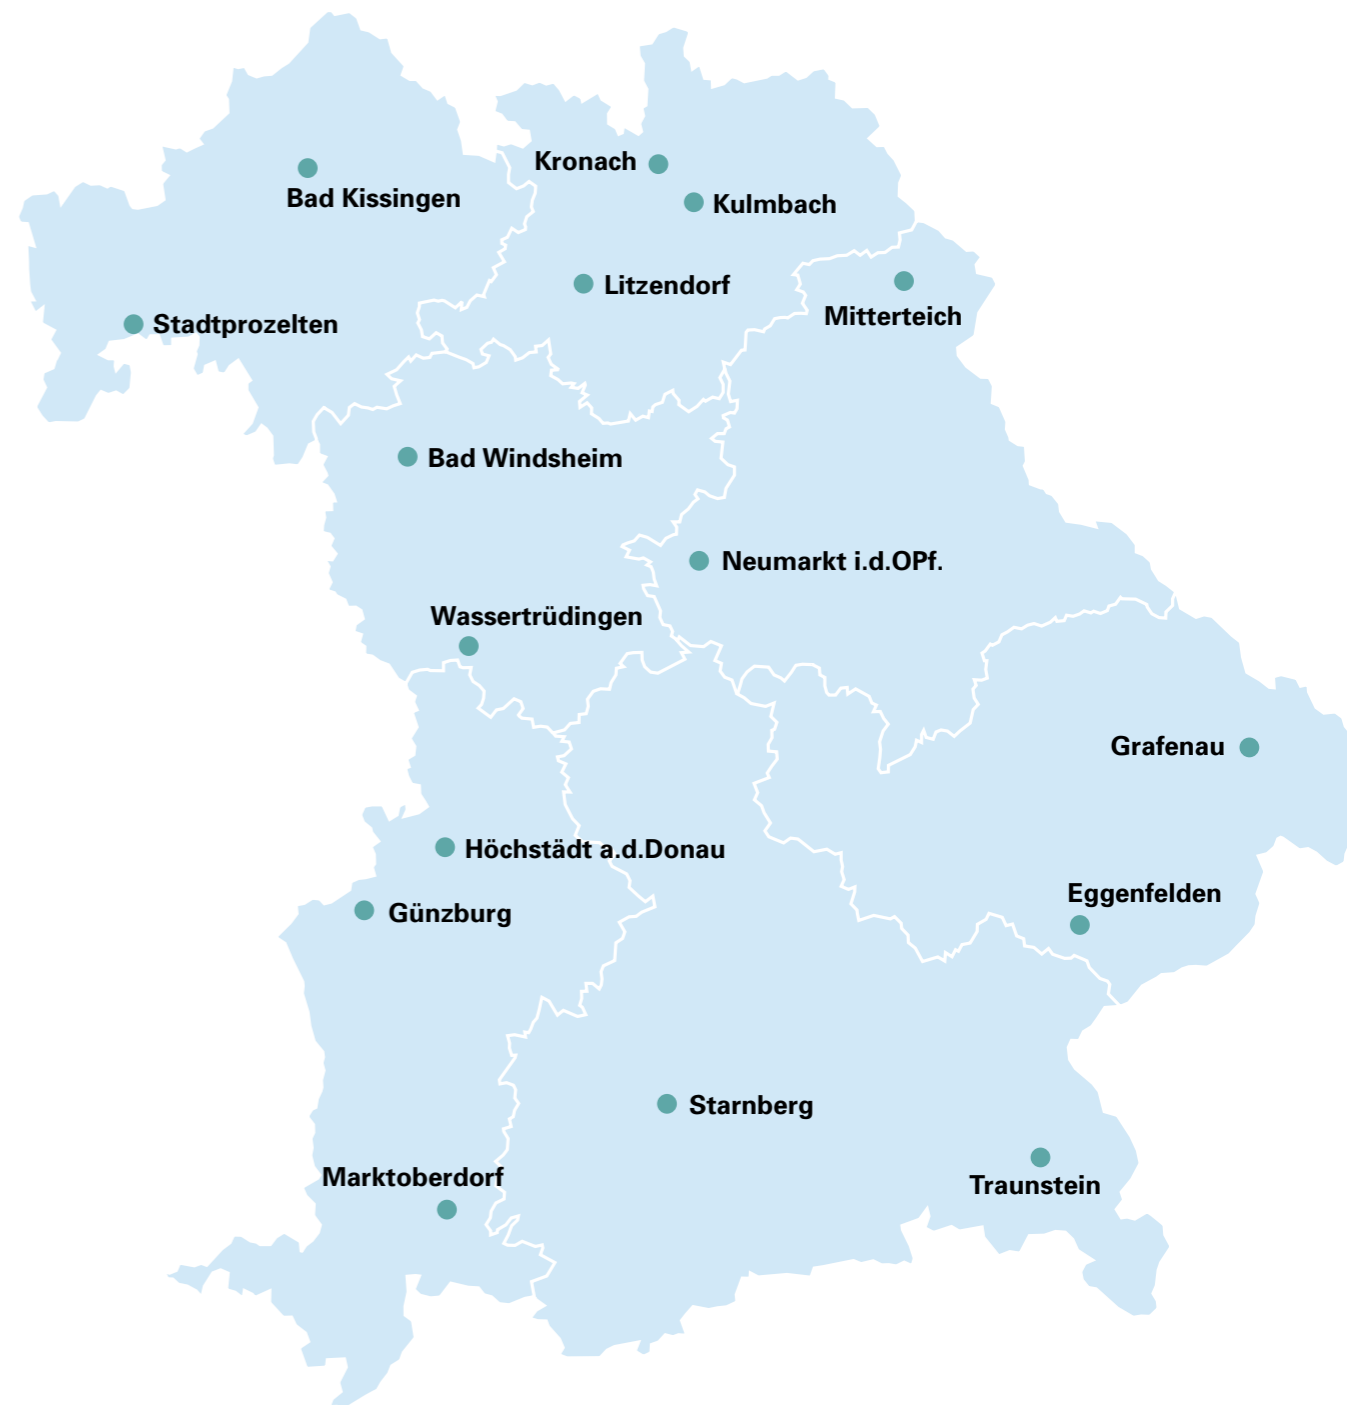 Kronach
Bad Kissingen
Kulmbach
Litzendorf
Mitterteich
Stadtprozelten
Bad Windsheim
Neumarkt i.d.OPf.
Wassertrüdingen
Grafenau
Höchstädt a.d.Donau
Eggenfelden
Günzburg
Starnberg
Marktoberdorf
Traunstein